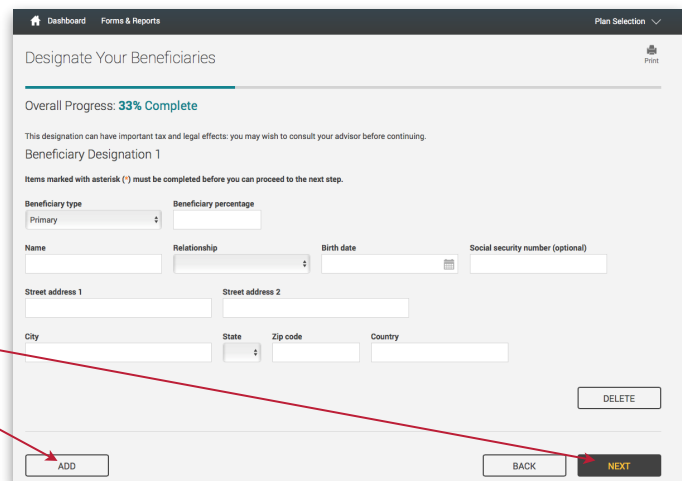 Dashboard Forms & Reports Plan Selection
Designate Your Beneficiaries
Print
Overall Progress: 33% Complete
This designation can have important tax and legal effects: you may wish to consult your advisor before continuing.
Beneficiary Designation 1
Items marked with asterisk (*) must be completed before you can proceed to the next step.
Beneficiary type Beneficiary percentage
Primary
Name Relationship Birth date Social security number (optional)
Street address 1 Street address 2
City State Zip code Country
DELETE
ADD BACK NEXT